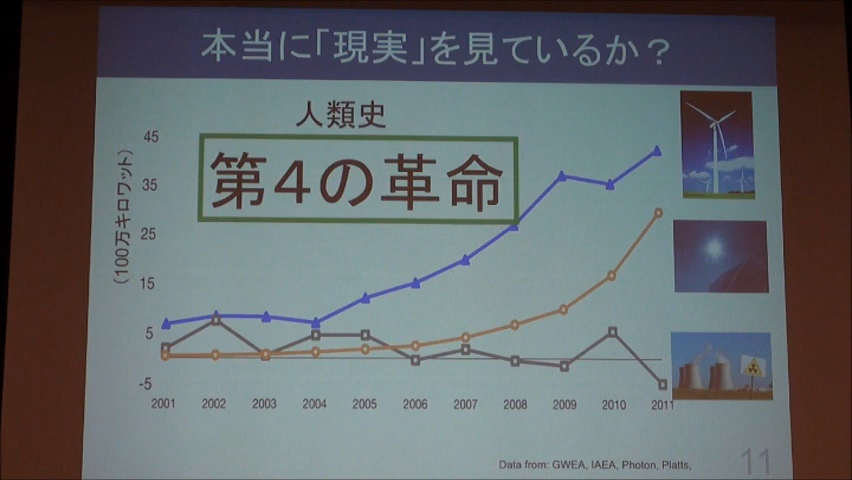 本当に「現実」を見ているか？
人類史
第4の革命
(100万キロワット)
45
35
25
15
5
-5
2001 2002 2003 2004 2005 2006 2007 2008 2009 2010 2011
Data from: GWEA, IAEA, Photon, Platts,
11